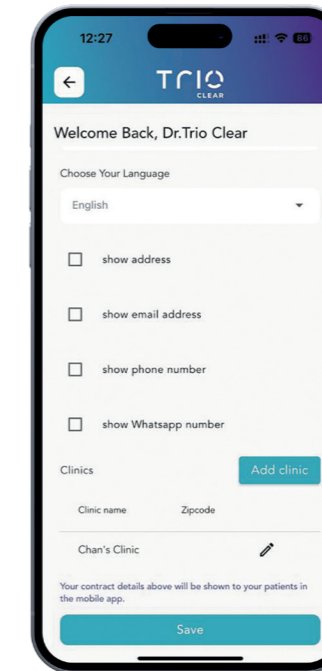 12:27
66
TRIO
CLEAR
Welcome Back, Dr.Trio Clear
Choose Your Language
English
show address
show email address
show phone number
show Whatsapp number
Clinics
Add clinic
Clinic name Zipcode
Chan's Clinic
Your contract details above will be shown to your patients in
the mobile app.
Save